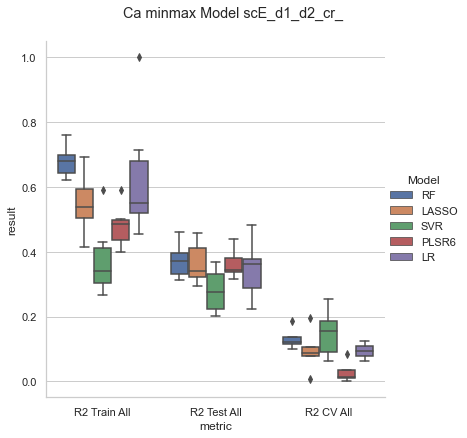 Ca minmax Model scE_d1_d2_cr_
1.0
0.8
0.6
0.4
0.2
0.0
result
R2 Train All
R2 Test All
R2 CV All
metric
Model
RF
LASSO
SVR
PLSR6
LR